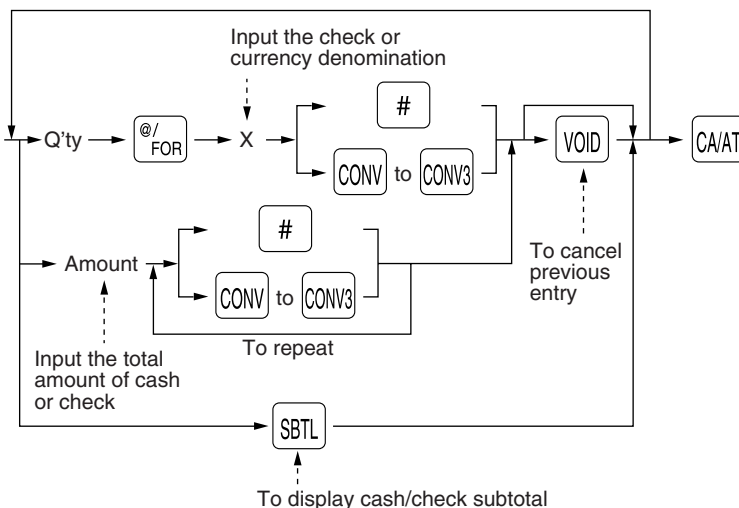 Input the check or
currency denomination
#
Q'ty
@/
FOR
X
CONV to CONV3
VOID
CA/AT
#
Amount
CONV to CONV3
To cancel
previous
entry
To repeat
Input the total
amount of cash
or check
SBTL
To display cash/check subtotal